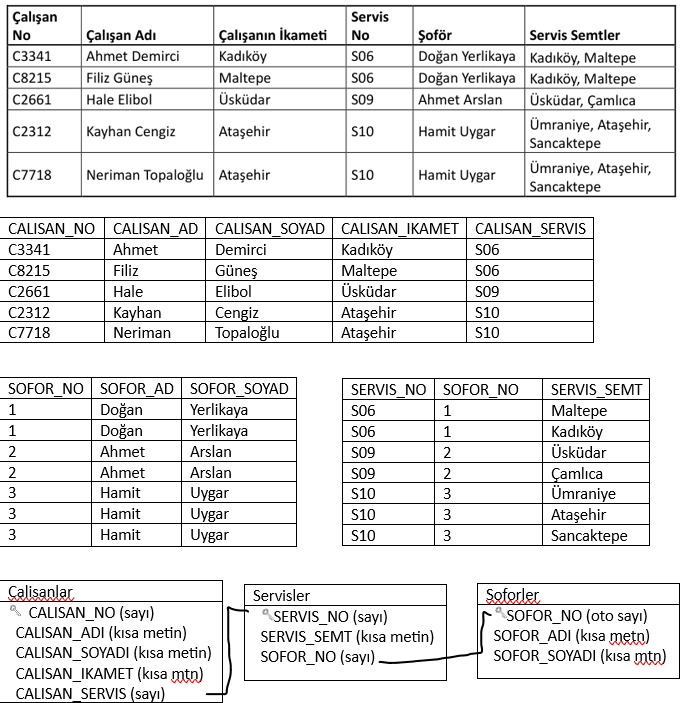 Çalışan No Çalışan Adı Çalışanın İkameti Servis No Şoför Servis Semtler
C3341 Ahmet Demirci Kadıköy S06 Doğan Yerlikaya Kadıköy, Maltepe
C8215 Filiz Güneş Maltepe S06 Doğan Yerlikaya Kadıköy, Maltepe
C2661 Hale Elibol Üsküdar S09 Ahmet Arslan Üsküdar, Çamlıca
C2312 Kayhan Cengiz Ataşehir S10 Hamit Uygar Ümraniye, Ataşehir, Sancaktepe
C7718 Neriman Topaloğlu Ataşehir S10 Hamit Uygar Ümraniye, Ataşehir, Sancaktepe
CALISAN_NO CALISAN_AD CALISAN_SOYAD CALISAN_IKAMET CALISAN_SERVIS
C3341 Ahmet Demirci Kadıköy S06
C8215 Filiz Güneş Maltepe S06
C2661 Hale Elibol Üsküdar S09
C2312 Kayhan Cengiz Ataşehir S10
C7718 Neriman Topaloğlu Ataşehir S10
SOFOR_NO SOFOR_AD SOFOR_SOYAD
1 Doğan Yerlikaya
1 Doğan Yerlikaya
2 Ahmet Arslan
2 Ahmet Arslan
3 Hamit Uygar
3 Hamit Uygar
3 Hamit Uygar
SERVIS_NO SOFOR_NO SERVIS_SEMT
S06 1 Maltepe
S06 1 Kadıköy
S09 2 Üsküdar
S09 2 Çamlıca
S10 3 Ümraniye
S10 3 Ataşehir
S10 3 Sancaktepe
Calisanlar
CALISAN_NO (sayı)
CALISAN_ADI (kısa metin)
CALISAN_SOYADI (kısa metin)
CALISAN_IKAMET (kısa mtn)
CALISAN_SERVIS (sayı)
Servisler
SERVIS_NO (sayı)
SERVIS_SEMT (kısa metin)
SOFOR_NO (sayı)
Soforler
SOFOR_NO (oto sayı)
SOFOR_ADI (kısa metn)
SOFOR_SOYADI (kısa mtn)